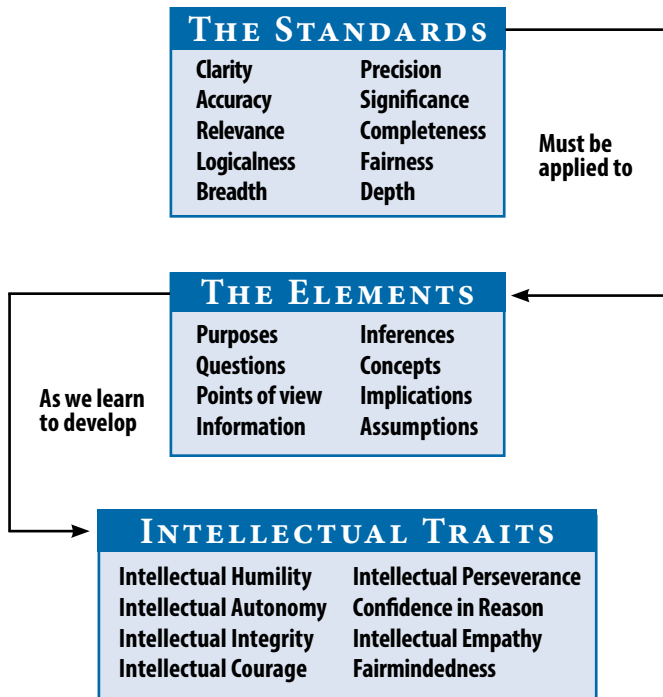 THE STANDARDS
Clarity Precision
Accuracy Significance
Relevance Completeness
Logicalness Fairness
Breadth Depth
Must be
applied to
THE ELEMENTS
Purposes Inferences
Questions Concepts
Points of view Implications
Information Assumptions
As we learn
to develop
INTELLECTUAL TRAITS
Intellectual Humility Intellectual Perseverance
Intellectual Autonomy Confidence in Reason
Intellectual Integrity Intellectual Empathy
Intellectual Courage Fairmindedness